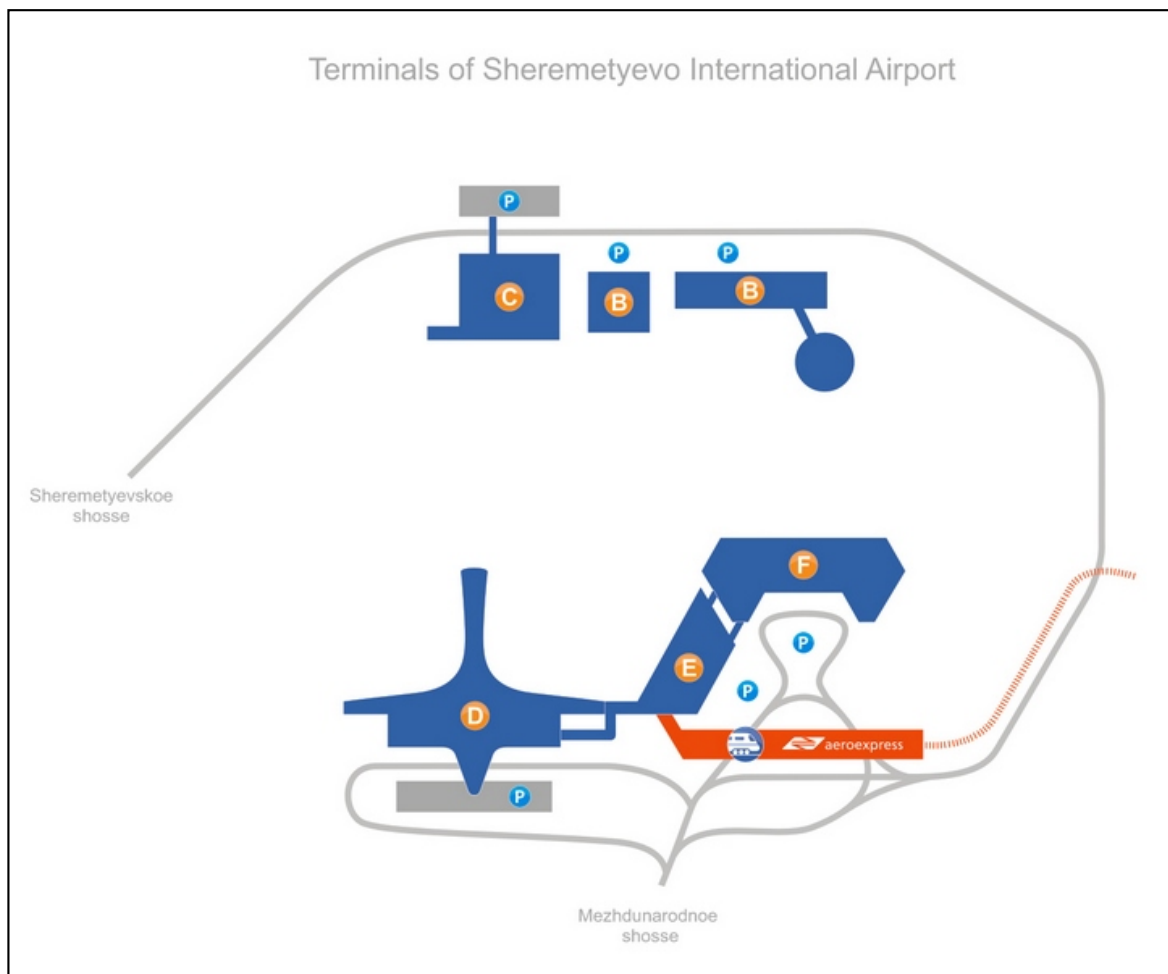 Terminals of Sheremetyevo International Airport
P
P
P
C
B
B
Sheremetyevskoe
shosse
F
P
E
P
D
aeroexpress
P
Mezhdunarodnoe
shosse